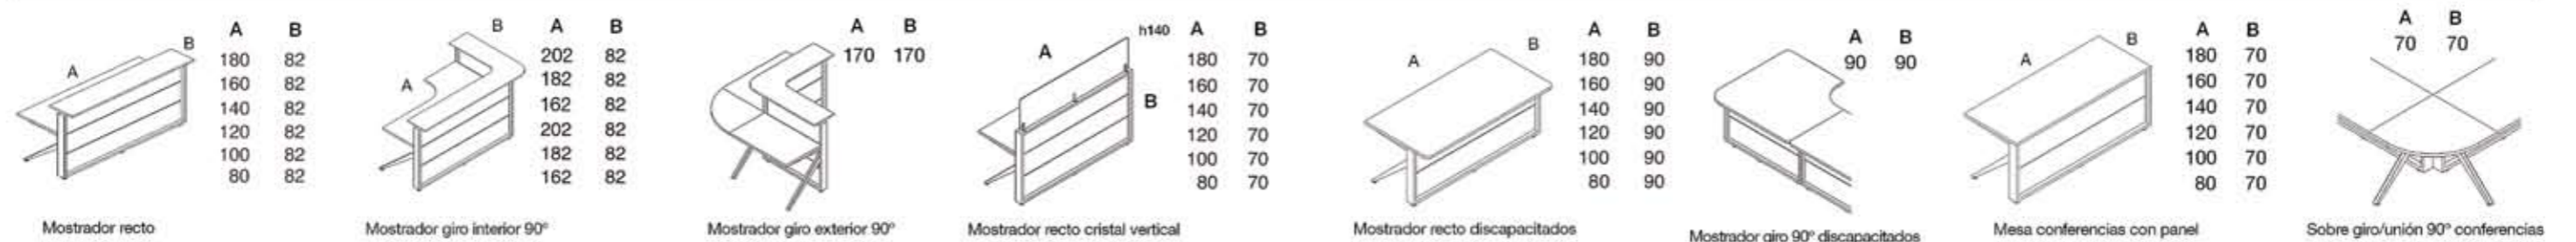 A B
A B
180 82
160 82
140 82
120 82
100 82
80 82
Mostrador recto
A B
A B
202 82
182 82
162 82
202 82
182 82
162 82
Mostrador giro interior 90º
A B
170 170
Mostrador giro exterior 90º
A B
h140 A B
180 70
160 70
140 70
120 70
100 70
80 70
Mostrador recto cristal vertical
A B
A B
180 90
160 90
140 90
120 90
100 90
80 90
Mostrador recto discapacitados
A B
90 90
Mostrador giro 90º discapacitados
A B
A B
180 70
160 70
140 70
120 70
100 70
80 70
Mesa conferencias con panel
A B
70 70
Sobre giro/unión 90º conferencias